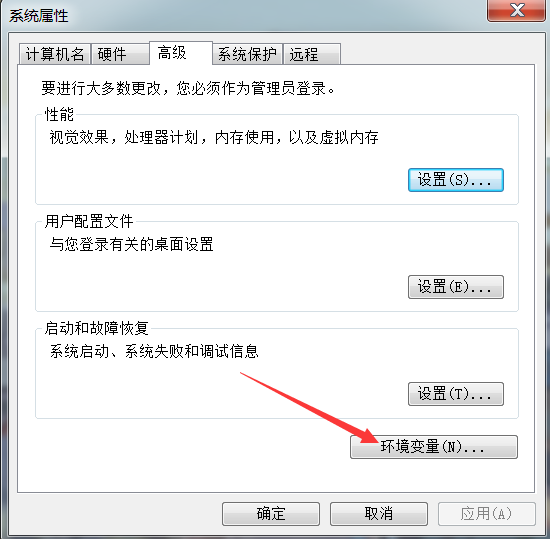 系统属性
计算机名 硬件 高级 系统保护 远程
要进行大多数更改，您必须作为管理员登录。
性能
视觉效果，处理器计划，内存使用，以及虚拟内存
设置(S)...
用户配置文件
与您登录有关的桌面设置
设置(E)...
启动和故障恢复
系统启动、系统失败和调试信息
设置(T)...
环境变量(N)...
确定 取消 应用(A)